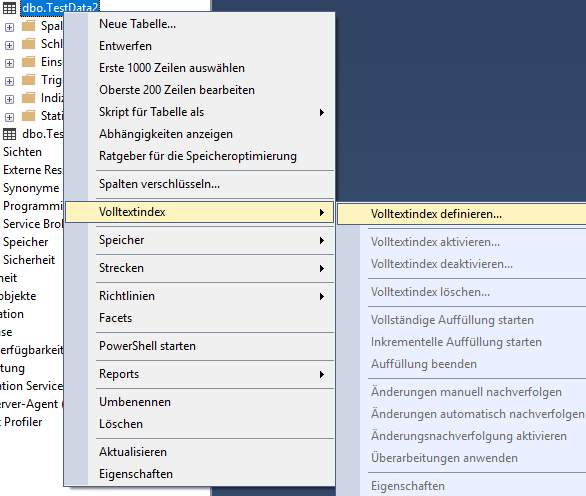 dbo.TestData2
Spal
Schl
Eins
Trig
Indiz
Stati
dbo.Tes
Sichten
Externe Ress
Synonyme
Programmi
Service Brok
Speicher
Sicherheit
heit
objekte
ation
ase
erfügbarkeit
tung
ation Service
rver-Agent (
t Profiler
Neue Tabelle...
Entwerfen
Erste 1000 Zeilen auswählen
Oberste 200 Zeilen bearbeiten
Skript für Tabelle als
Abhängigkeiten anzeigen
Ratgeber für die Speicheroptimierung
Spalten verschlüsseln...
Volltextindex
Speicher
Strecken
Richtlinien
Facets
PowerShell starten
Reports
Umbenennen
Löschen
Aktualisieren
Eigenschaften
Volltextindex definieren...
Volltextindex aktivieren...
Volltextindex deaktivieren...
Volltextindex löschen...
Vollständige Auffüllung starten
Inkrementelle Auffüllung starten
Auffüllung beenden
Änderungen manuell nachverfolgen
Änderungen automatisch nachverfolgen
Änderungsnachverfolgung aktivieren
Überarbeitungen anwenden
Eigenschaften